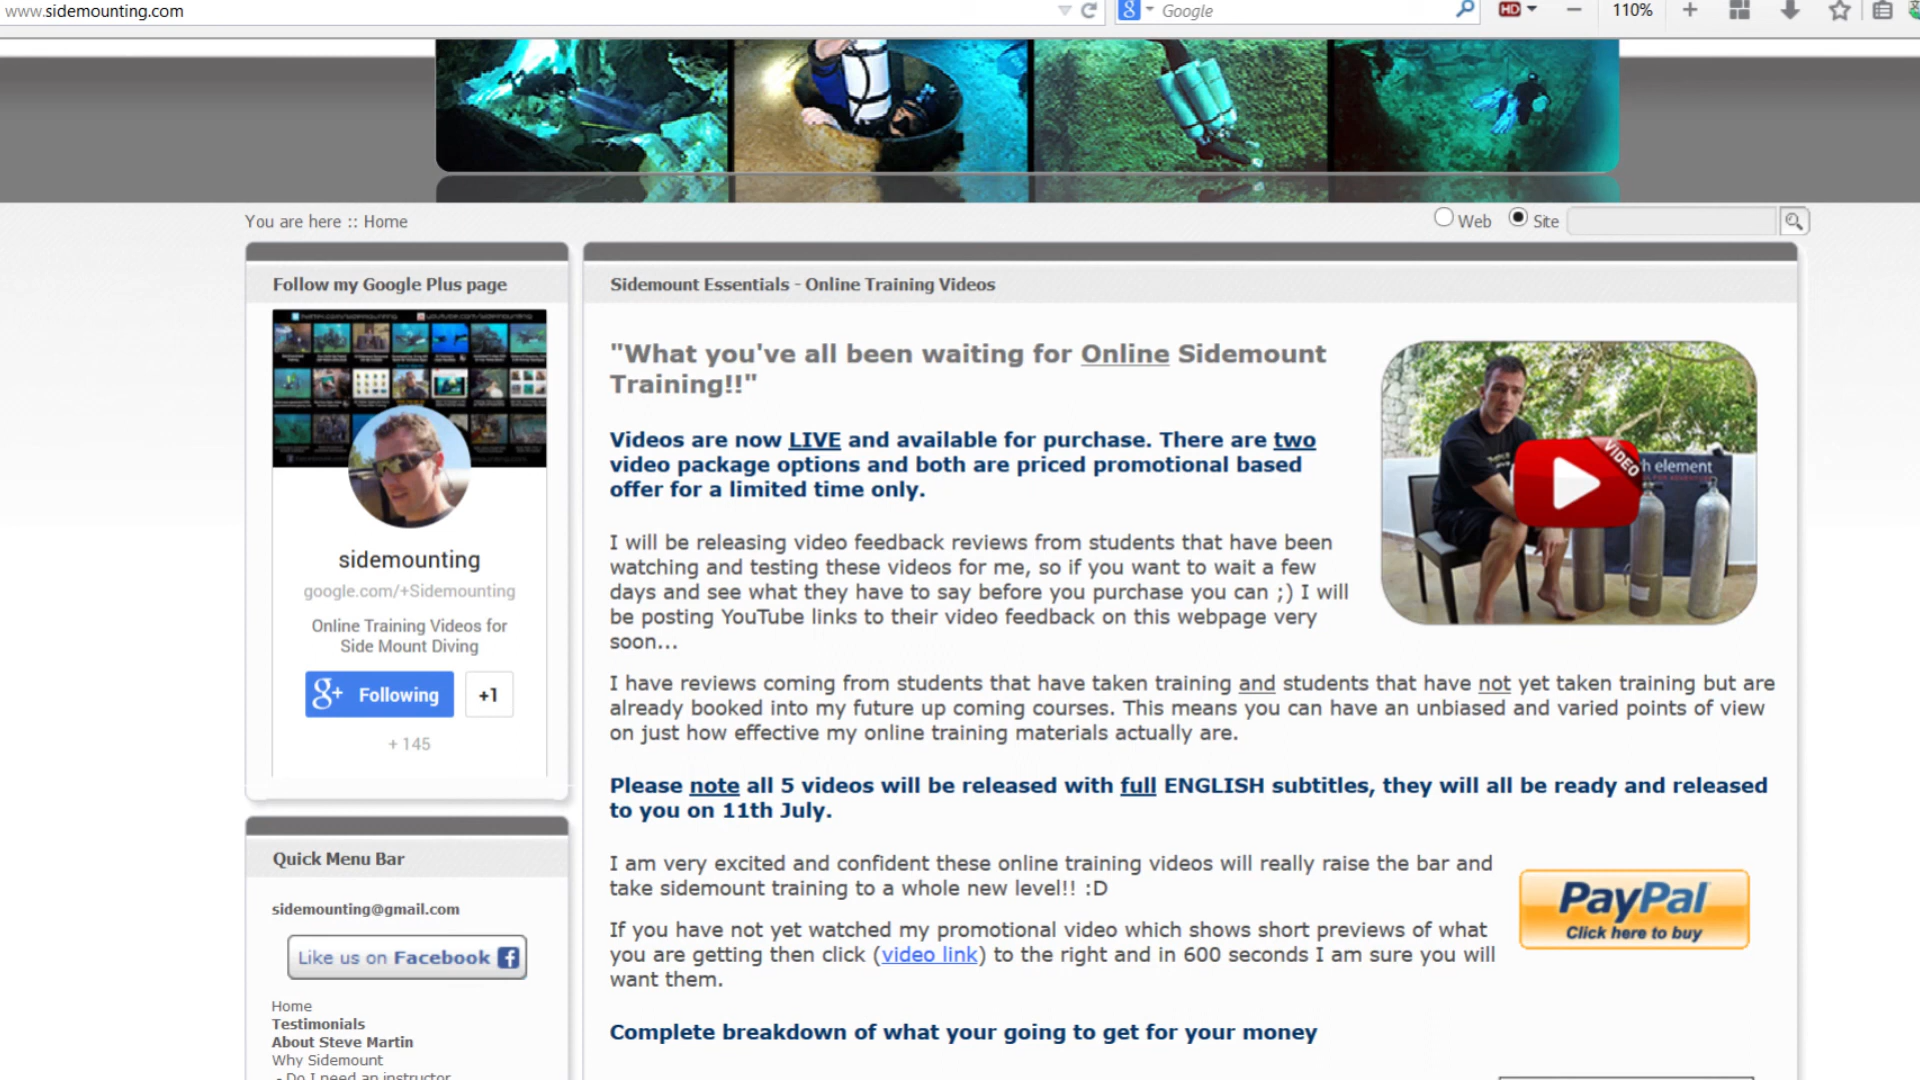 www.sidemounting.com
Google
HD
110%
You are here :: Home
Web
Site
Follow my Google Plus page
sidemounting
google.com/+Sidemounting
Online Training Videos for
Side Mount Diving
g+ Following
+1
+ 145
Quick Menu Bar
sidemounting@gmail.com
Like us on Facebook f
Home
Testimonials
About Steve Martin
Why Sidemount
- Do I need an instructor
Sidemount Essentials - Online Training Videos
"What you've all been waiting for Online Sidemount
Training!!"
Videos are now LIVE and available for purchase. There are two
video package options and both are priced promotional based
offer for a limited time only.
VIDEO
h element
I will be releasing video feedback reviews from students that have been
watching and testing these videos for me, so if you want to wait a few
days and see what they have to say before you purchase you can ;) I will
be posting YouTube links to their video feedback on this webpage very
soon...
I have reviews coming from students that have taken training and students that have not yet taken training but are
already booked into my future up coming courses. This means you can have an unbiased and varied points of view
on just how effective my online training materials actually are.
Please note all 5 videos will be released with full ENGLISH subtitles, they will all be ready and released
to you on 11th July.
I am very excited and confident these online training videos will really raise the bar and
take sidemount training to a whole new level!! :D
PayPal
Click here to buy
If you have not yet watched my promotional video which shows short previews of what
you are getting then click (video link) to the right and in 600 seconds I am sure you will
want them.
Complete breakdown of what your going to get for your money